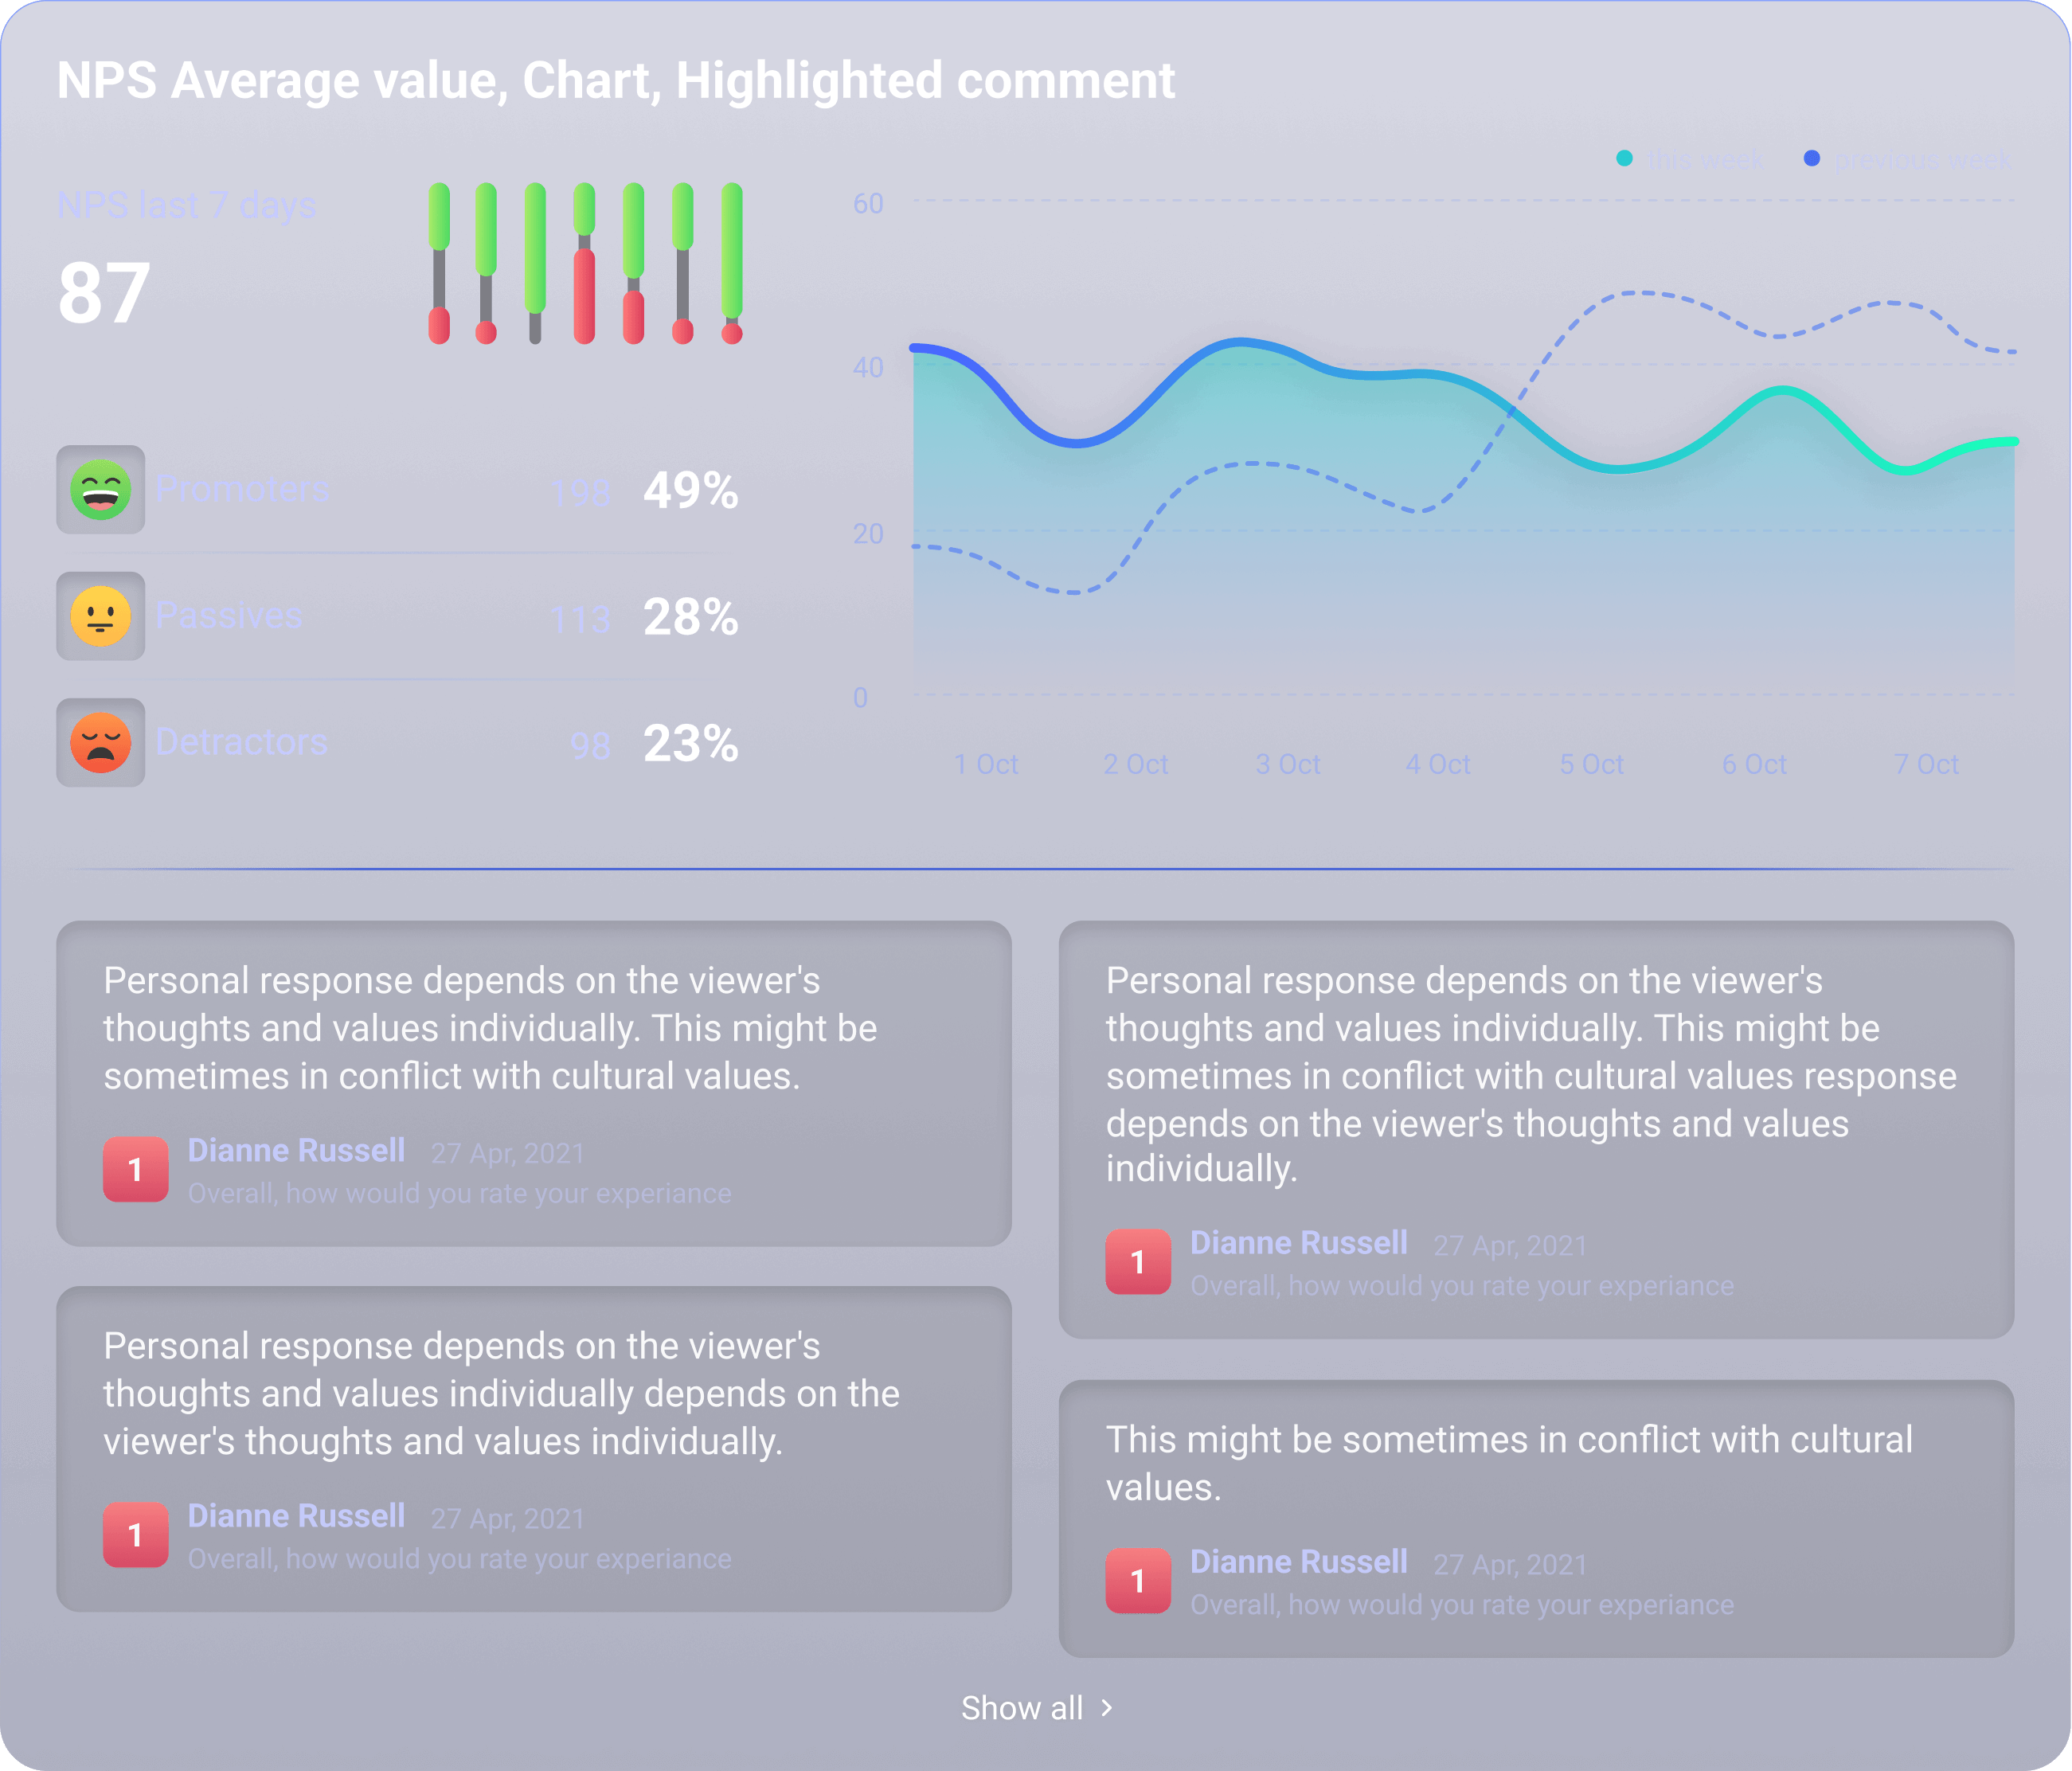 NPS Average value, Chart, Highlighted comment
NPS last 7 days
87
Promoters 198 49%
Passives 113 28%
Detractors 98 23%
this week previous week
60
40
20
0
1 Oct 2 Oct 3 Oct 4 Oct 5 Oct 6 Oct 7 Oct
Personal response depends on the viewer's
thoughts and values individually. This might be
sometimes in conflict with cultural values.
1 Dianne Russell 27 Apr, 2021
Overall, how would you rate your experiance
Personal response depends on the viewer's
thoughts and values individually depends on the
viewer's thoughts and values individually.
1 Dianne Russell 27 Apr, 2021
Overall, how would you rate your experiance
Personal response depends on the viewer's
thoughts and values individually. This might be
sometimes in conflict with cultural values response
depends on the viewer's thoughts and values
individually.
1 Dianne Russell 27 Apr, 2021
Overall, how would you rate your experiance
This might be sometimes in conflict with cultural
values.
1 Dianne Russell 27 Apr, 2021
Overall, how would you rate your experiance
Show all